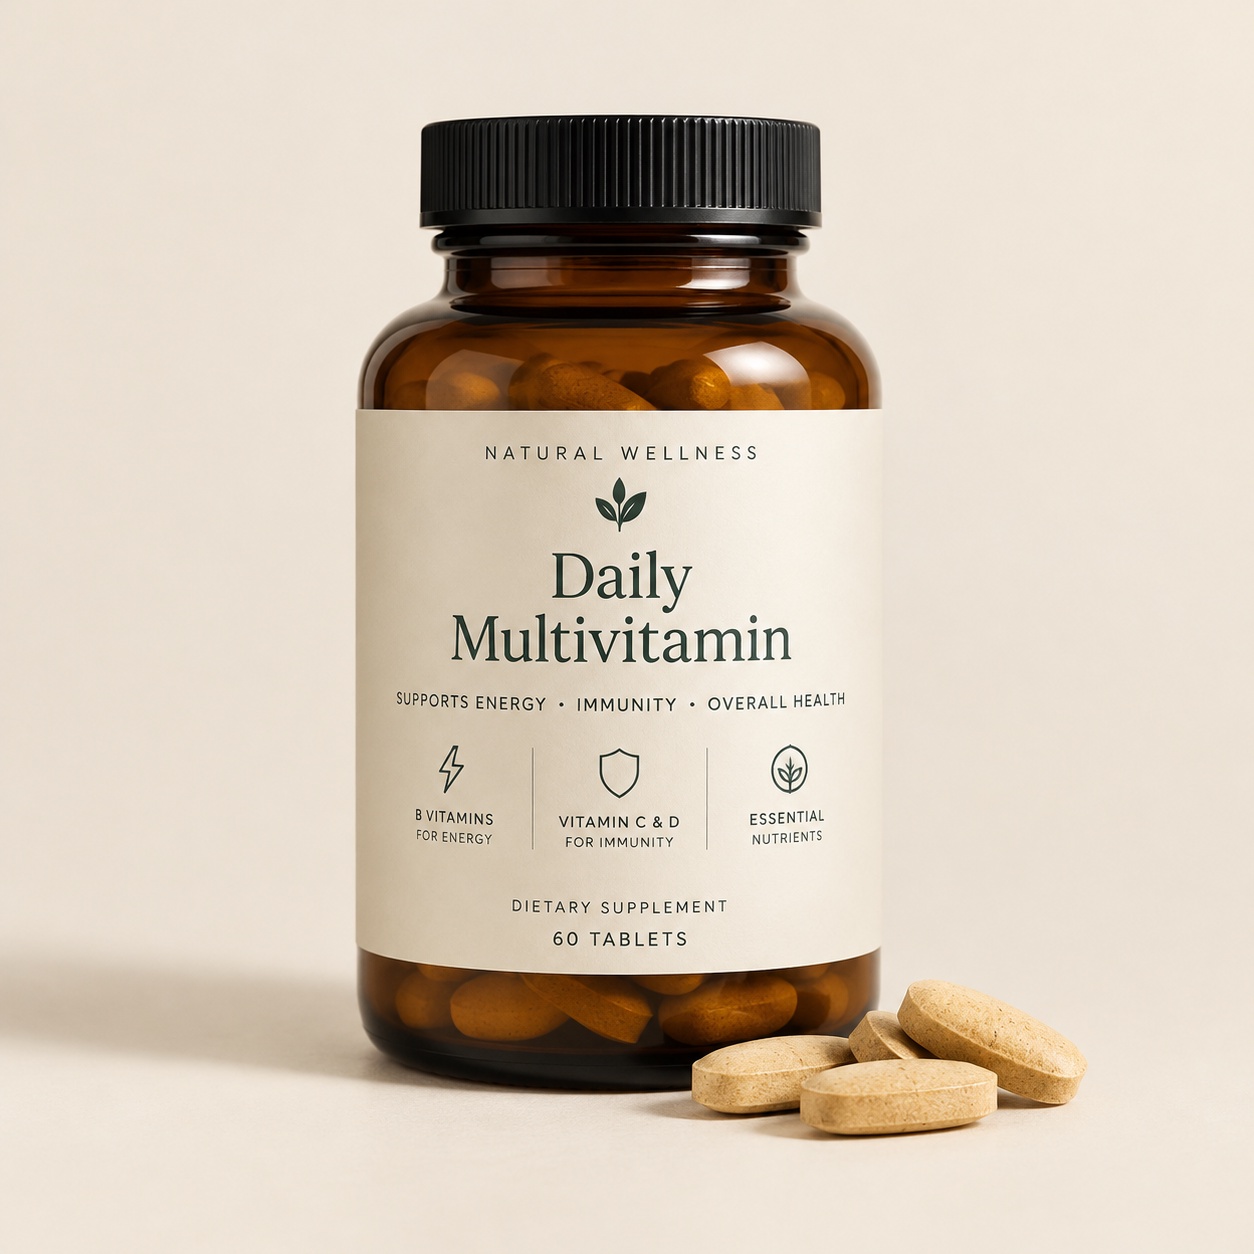 NATURAL WELLNESS
Daily
Multivitamin
SUPPORTS ENERGY • IMMUNITY • OVERALL HEALTH
B VITAMINS
FOR ENERGY
VITAMIN C & D
FOR IMMUNITY
ESSENTIAL
NUTRIENTS
DIETARY SUPPLEMENT
60 TABLETS